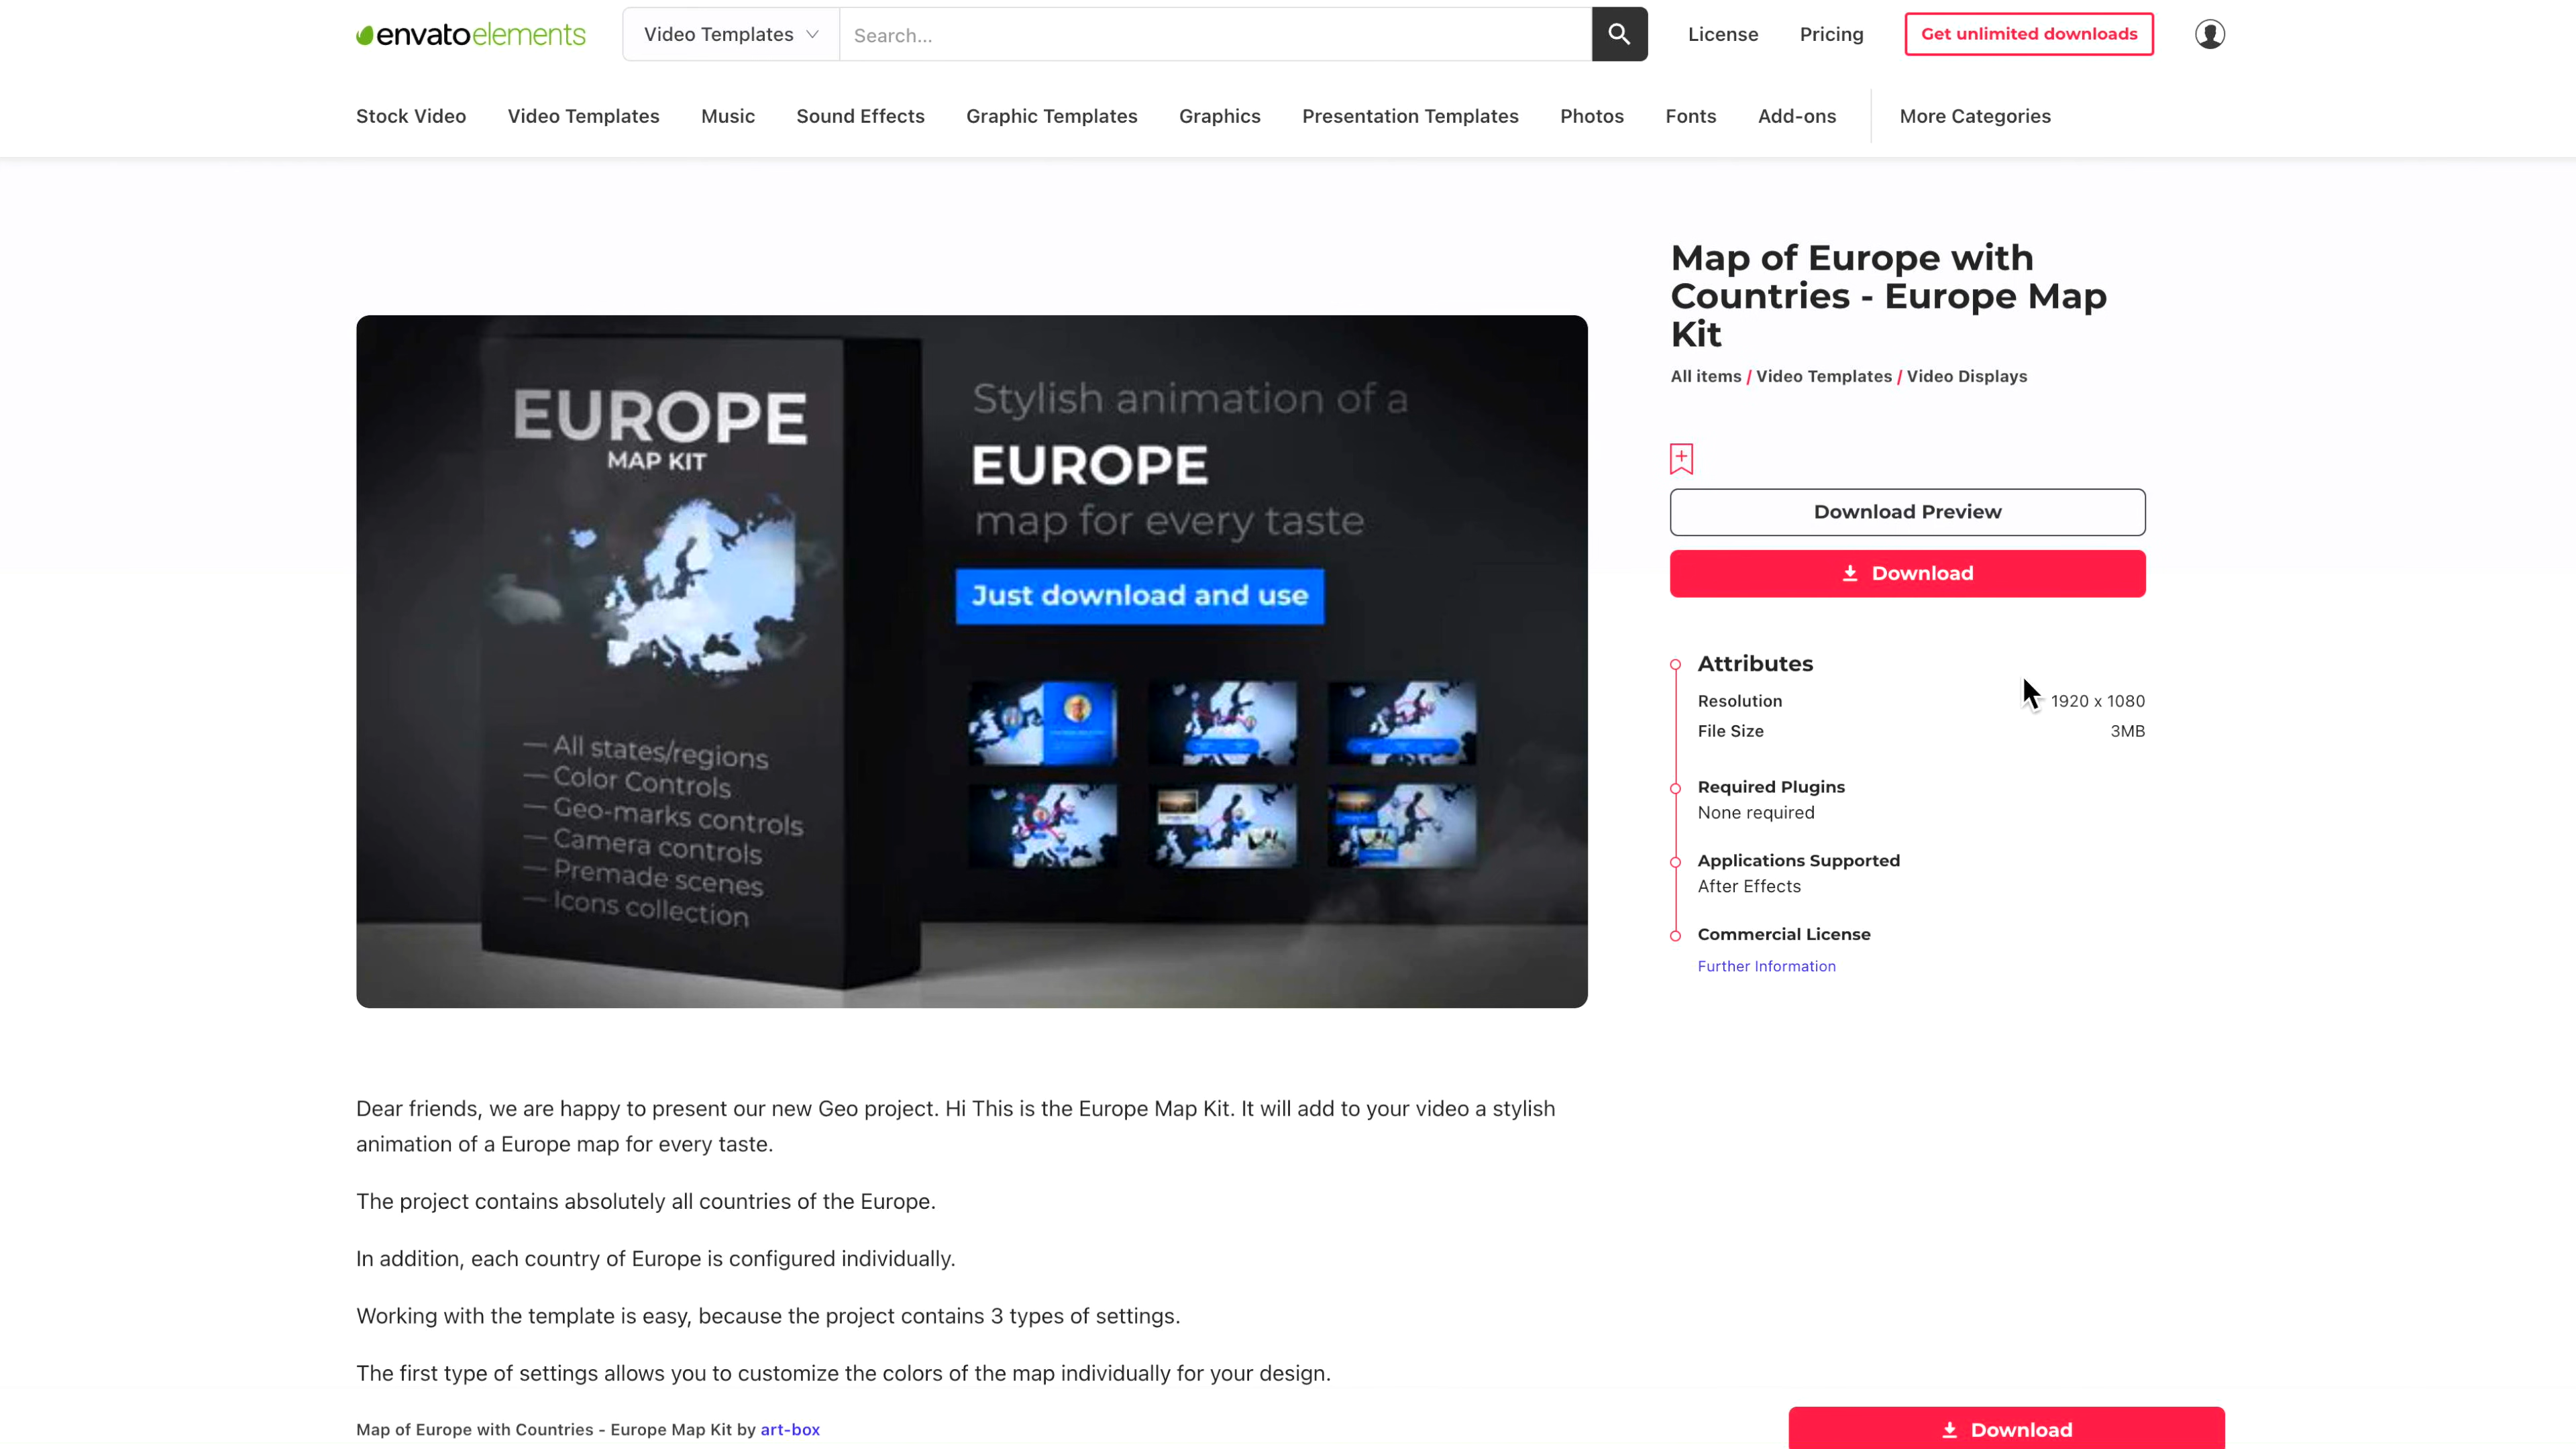 envatoelements
Video Templates
Search...
License
Pricing
Get unlimited downloads
Stock Video
Video Templates
Music
Sound Effects
Graphic Templates
Graphics
Presentation Templates
Photos
Fonts
Add-ons
More Categories
EUROPE
MAP KIT
— All states/regions
— Color Controls
— Geo-marks controls
— Camera controls
— Premade scenes
— Icons collection
Stylish animation of a
EUROPE
map for every taste
Just download and use
Map of Europe with
Countries - Europe Map
Kit
All items / Video Templates / Video Displays
Download Preview
Download
Attributes
Resolution 1920 x 1080
File Size 3MB
Required Plugins
None required
Applications Supported
After Effects
Commercial License
Further Information
Dear friends, we are happy to present our new Geo project. Hi This is the Europe Map Kit. It will add to your video a stylish
animation of a Europe map for every taste.
The project contains absolutely all countries of the Europe.
In addition, each country of Europe is configured individually.
Working with the template is easy, because the project contains 3 types of settings.
The first type of settings allows you to customize the colors of the map individually for your design.
Map of Europe with Countries - Europe Map Kit by art-box
Download